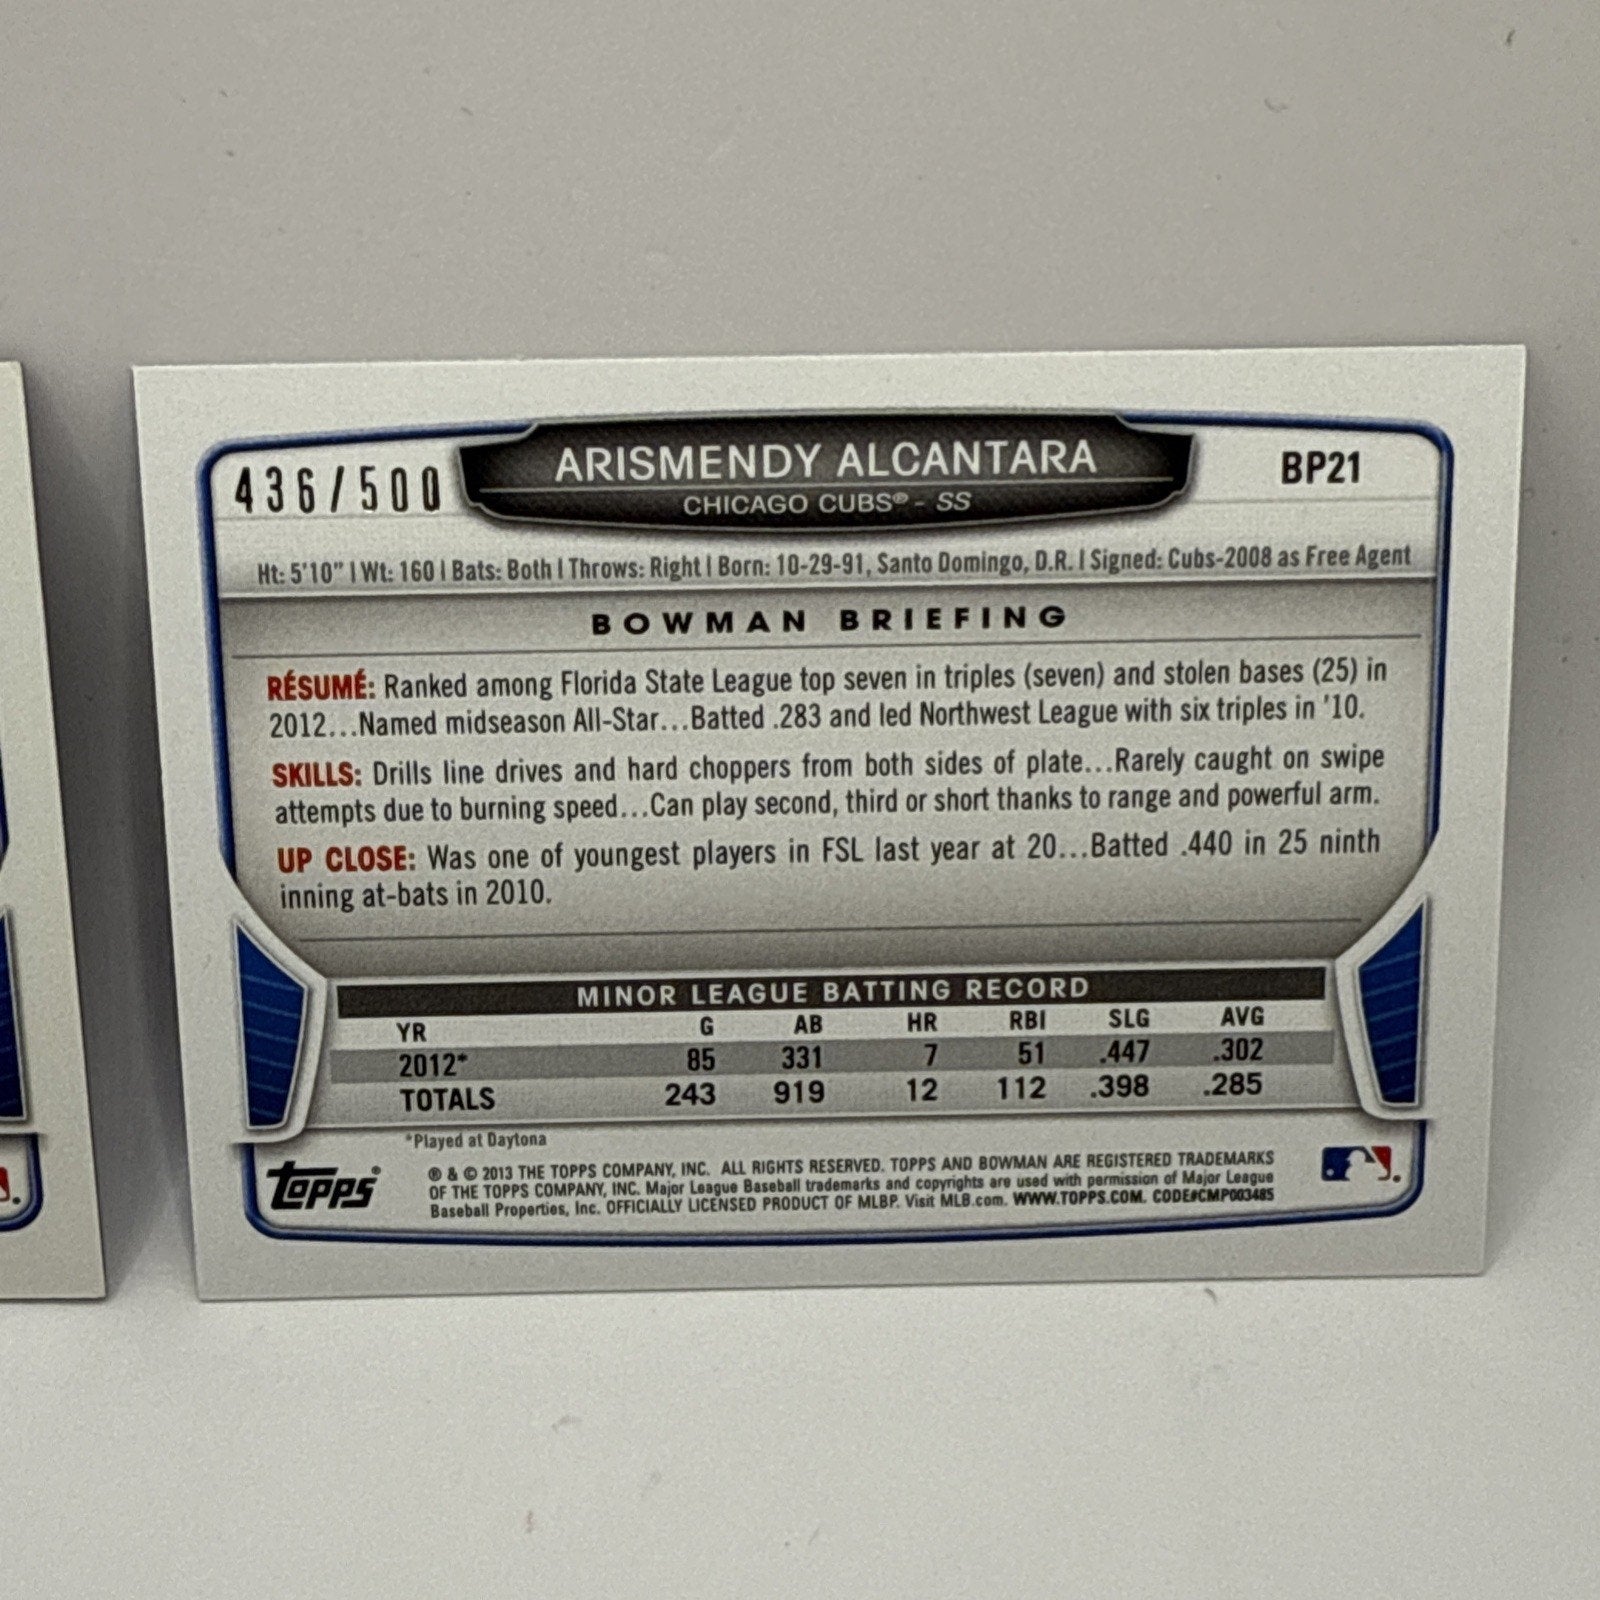 436/500
ARISMENDY ALCANTARA
CHICAGO CUBS® - SS
BP21
Ht: 5'10" | Wt: 160 | Bats: Both | Throws: Right | Born: 10-29-91, Santo Domingo, D.R. | Signed: Cubs-2008 as Free Agent
BOWMAN BRIEFING
RÉSUMÉ: Ranked among Florida State League top seven in triples (seven) and stolen bases (25) in
2012...Named midseason All-Star...Batted .283 and led Northwest League with six triples in '10.
SKILLS: Drills line drives and hard choppers from both sides of plate...Rarely caught on swipe
attempts due to burning speed...Can play second, third or short thanks to range and powerful arm.
UP CLOSE: Was one of youngest players in FSL last year at 20...Batted .440 in 25 ninth
inning at-bats in 2010.
MINOR LEAGUE BATTING RECORD
YR G AB HR RBI SLG AVG
2012* 85 331 7 51 .447 .302
TOTALS 243 919 12 112 .398 .285
*Played at Daytona
Topps®
® & © 2013 THE TOPPS COMPANY, INC. ALL RIGHTS RESERVED. TOPPS AND BOWMAN ARE REGISTERED TRADEMARKS
OF THE TOPPS COMPANY, INC. Major League Baseball trademarks and copyrights are used with permission of Major League
Baseball Properties, Inc. OFFICIALLY LICENSED PRODUCT OF MLBP. Visit MLB.com. WWW.TOPPS.COM. CODE#CMP003485